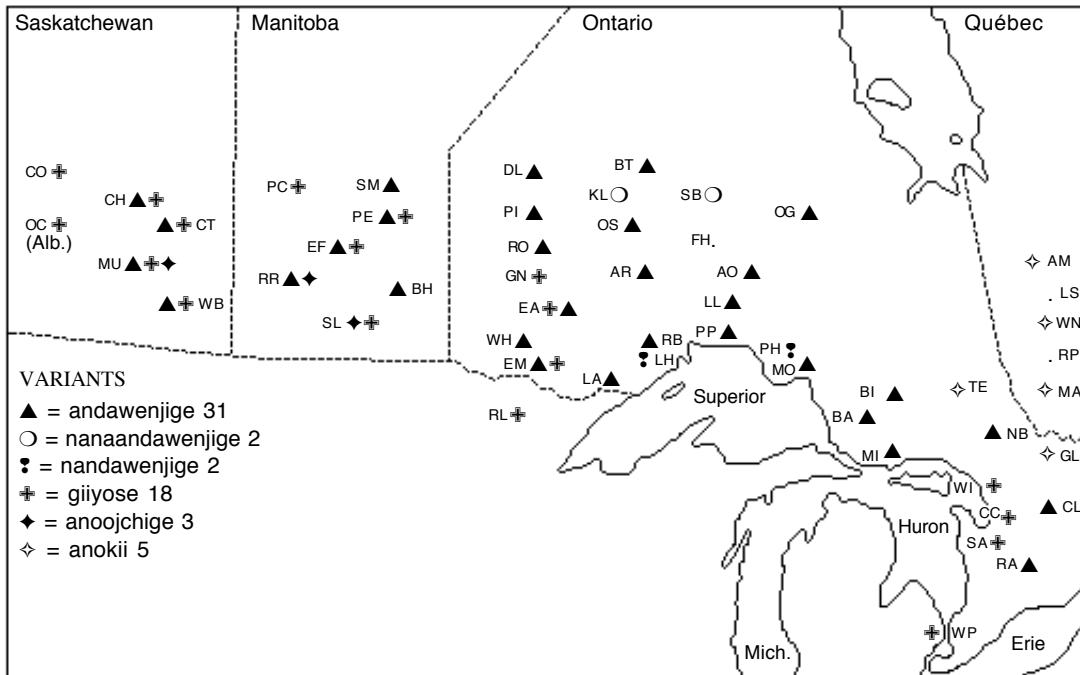 Saskatchewan Manitoba Ontario Québec
CO
CH
OC
(Alb.)
CT
MU
WB
PC
SM
PE
EF
RR
BH
SL
DL
BT
KL
SB
PI
OS
OG
RO
FH
GN
AR
AO
EA
LL
WH
RB
PP
EM
LH
PH
MO
LA
RL
Superior
BI
BA
MI
TE
NB
AM
LS
WN
RP
MA
GL
WI
CC
CL
Huron
SA
RA
WP
Mich.
Erie
VARIANTS
▲ = andawenjige 31
❍ = nanaandawenjige 2
❢ = nandawenjige 2
✙ = giiyose 18
✦ = anoojchige 3
✧ = anokii 5